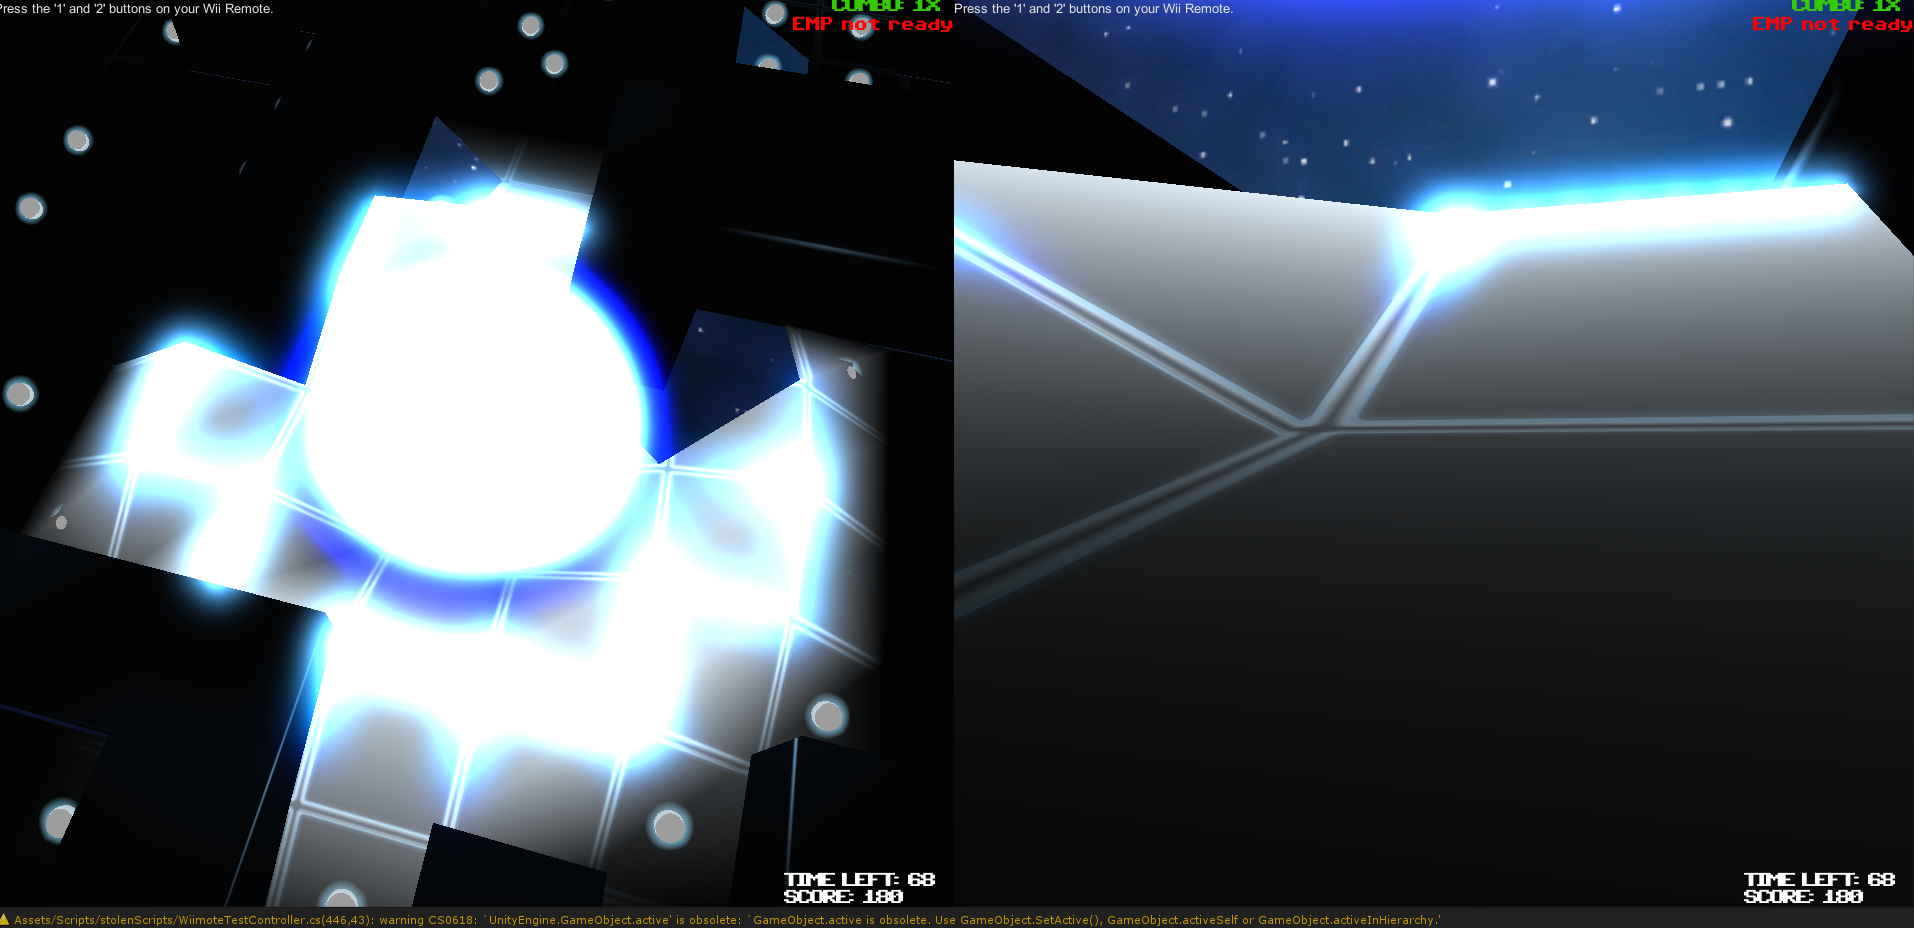 Press the '1' and '2' buttons on your Wii Remote.
COMBO: 1X
EMP not ready
Press the '1' and '2' buttons on your Wii Remote.
COMBO: 1X
EMP not ready
TIME LEFT: 68
SCORE: 180
TIME LEFT: 68
SCORE: 180
Assets/Scripts/stolenScripts/WiimoteTestController.cs(446,43): warning CS0618: `UnityEngine.GameObject.active' is obsolete: `GameObject.active is obsolete. Use GameObject.SetActive(), GameObject.activeSelf or GameObject.activeInHierarchy.'